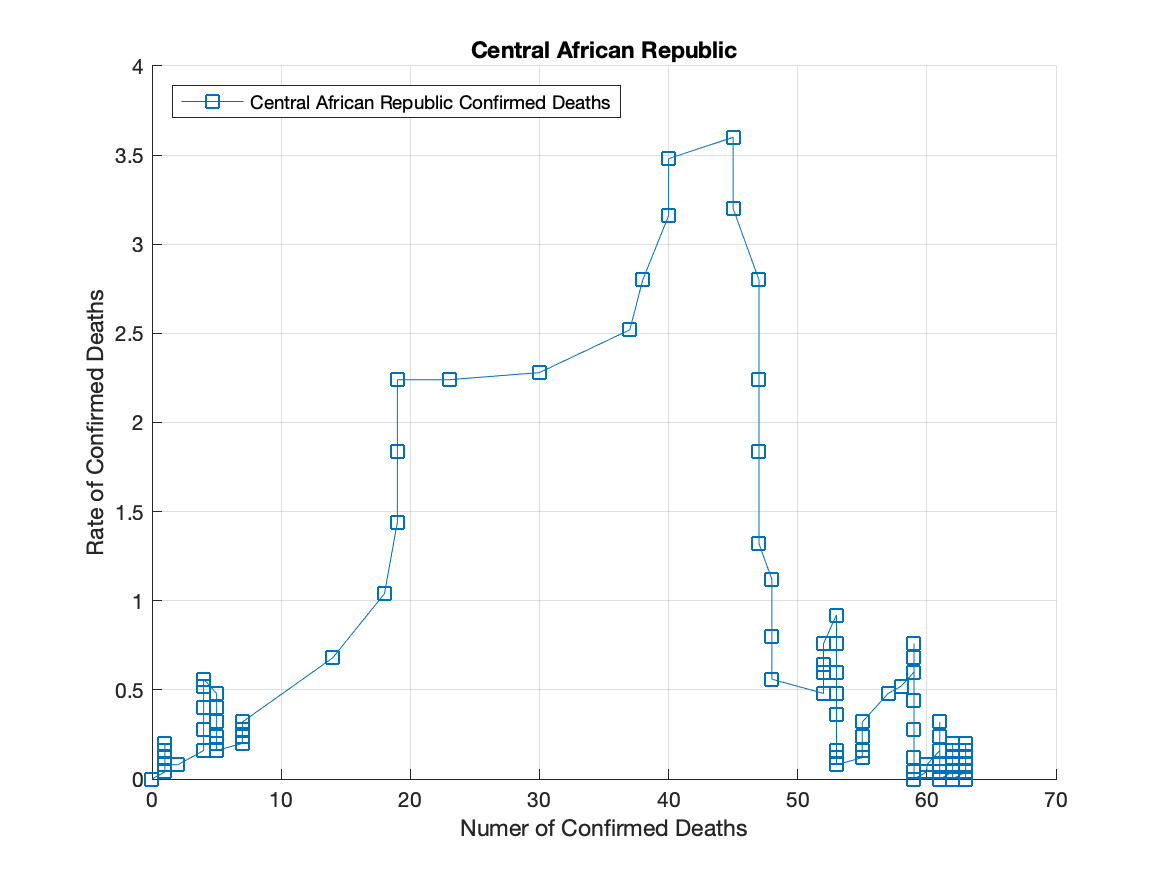 Central African Republic
Central African Republic Confirmed Deaths
4
3.5
3
2.5
2
1.5
1
0.5
0
Rate of Confirmed Deaths
0 10 20 30 40 50 60 70
Numer of Confirmed Deaths